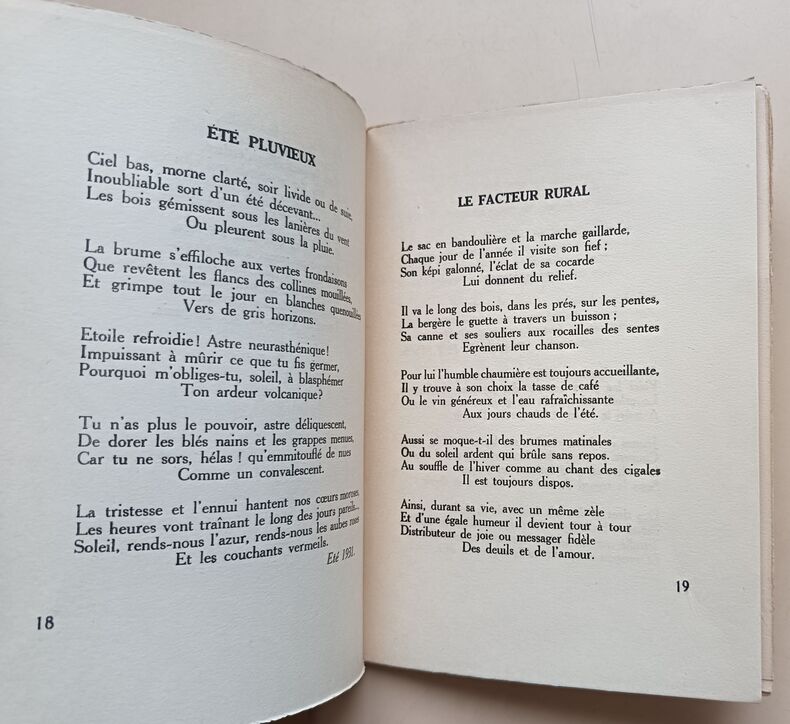 ÉTÉ PLUVIEUX
Ciel bas, morne clarté, soir livide ou de suie,
Inoubliable sort d'un été décevant...
Les bois gémissent sous les lanières du vent
Ou pleurent sous la pluie.
La brume s'effiloche aux vertes frondaisons
Que revêtent les flancs des collines mouillées,
Et grimpe tout le jour en blanches quenouillées
Vers de gris horizons.
Etoile refroidie! Astre neurasthénique!
Impuissant à mûrir ce que tu fis germer,
Pourquoi m'obliges-tu, soleil, à blasphémer
Ton ardeur volcanique?
Tu n'as plus le pouvoir, astre déliquescent,
De dorer les blés nains et les grappes menues,
Car tu ne sors, hélas! qu'emmitouflé de nues
Comme un convalescent.
La tristesse et l'ennui hantent nos cœurs moroses,
Les heures vont traînant le long des jours pareils...
Soleil, rends-nous l'azur, rends-nous les aubes roses
Et les couchants vermeils.
Eté 1931.
18
LE FACTEUR RURAL
Le sac en bandoulière et la marche gaillarde,
Chaque jour de l'année il visite son fief;
Son képi galonné, l'éclat de sa cocarde
Lui donnent du relief.
Il va le long des bois, dans les prés, sur les pentes,
La bergère le guette à travers un buisson;
Sa canne et ses souliers aux rocailles des sentes
Egrènent leur chanson.
Pour lui l'humble chaumière est toujours accueillante,
Il y trouve à son choix la tasse de café
Ou le vin généreux et l'eau rafraîchissante
Aux jours chauds de l'été.
Aussi se moque-t-il des brumes matinales
Ou du soleil ardent qui brûle sans repos.
Au souffle de l'hiver comme au chant des cigales
Il est toujours dispos.
Ainsi, durant sa vie, avec un même zèle
Et d'une égale humeur il devient tour à tour
Distributeur de joie ou messager fidèle
Des deuils et de l'amour.
19